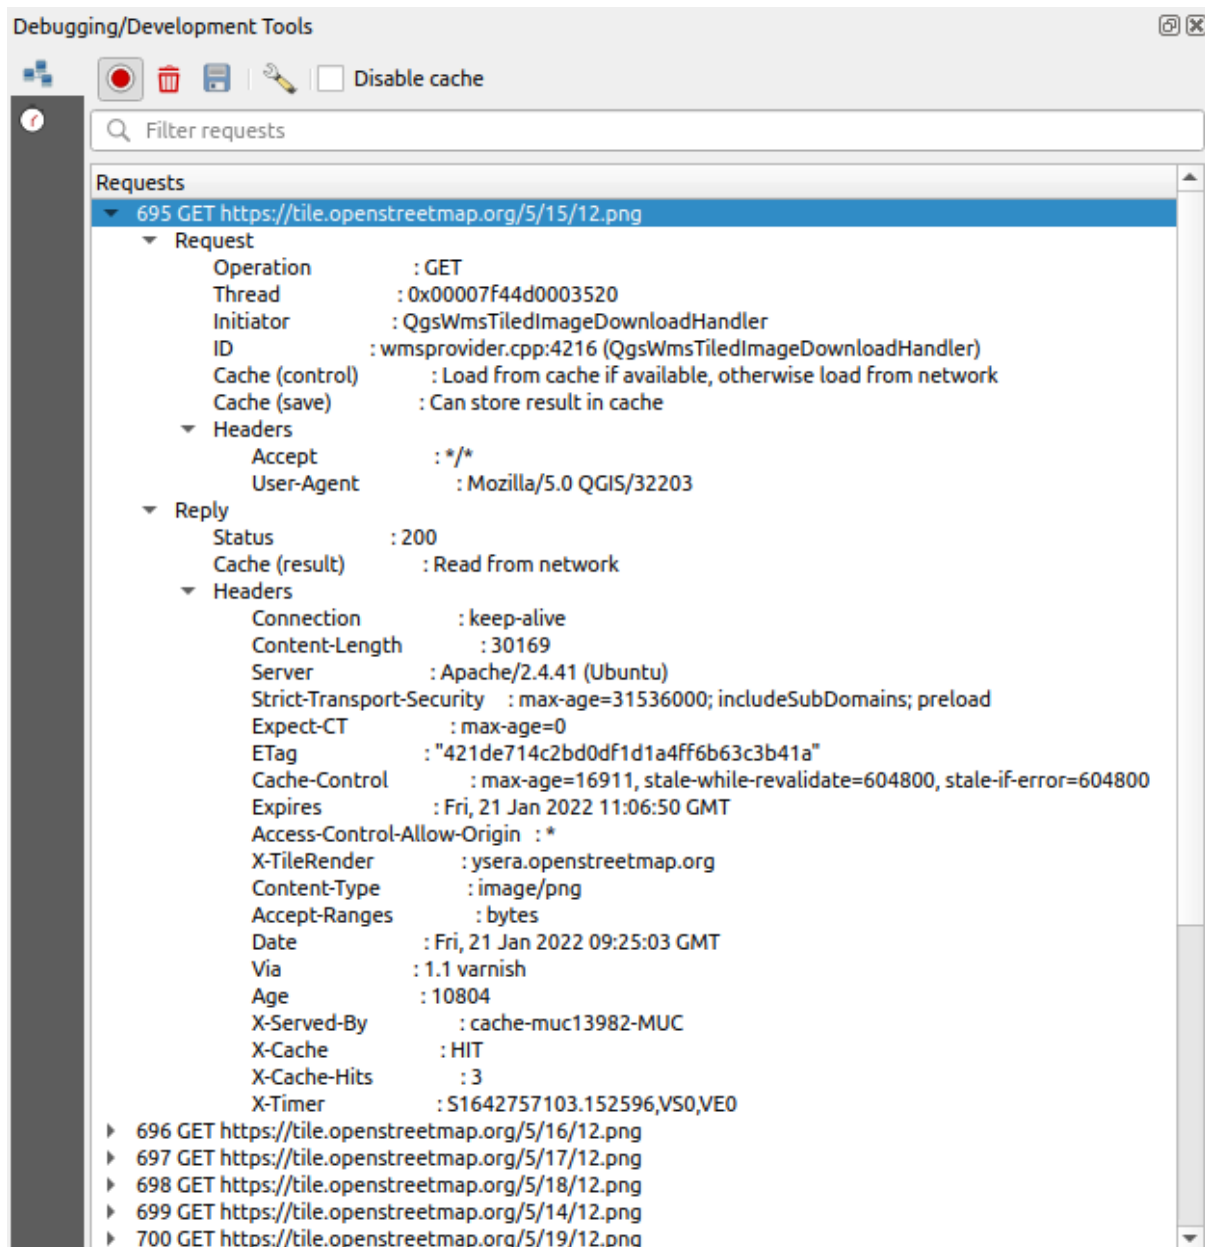 Debugging/Development Tools
Disable cache
Filter requests
Requests
695 GET https://tile.openstreetmap.org/5/15/12.png
Request
Operation : GET
Thread : 0x00007f44d0003520
Initiator : QgsWmsTiledImageDownloadHandler
ID : wmsprovider.cpp:4216 (QgsWmsTiledImageDownloadHandler)
Cache (control) : Load from cache if available, otherwise load from network
Cache (save) : Can store result in cache
Headers
Accept : */*
User-Agent : Mozilla/5.0 QGIS/32203
Reply
Status : 200
Cache (result) : Read from network
Headers
Connection : keep-alive
Content-Length : 30169
Server : Apache/2.4.41 (Ubuntu)
Strict-Transport-Security : max-age=31536000; includeSubDomains; preload
Expect-CT : max-age=0
ETag : "421de714c2bd0df1d1a4ff6b63c3b41a"
Cache-Control : max-age=16911, stale-while-revalidate=604800, stale-if-error=604800
Expires : Fri, 21 Jan 2022 11:06:50 GMT
Access-Control-Allow-Origin : *
X-TileRender : ysera.openstreetmap.org
Content-Type : image/png
Accept-Ranges : bytes
Date : Fri, 21 Jan 2022 09:25:03 GMT
Via : 1.1 varnish
Age : 10804
X-Served-By : cache-muc13982-MUC
X-Cache : HIT
X-Cache-Hits : 3
X-Timer : S1642757103.152596,VS0,VE0
696 GET https://tile.openstreetmap.org/5/16/12.png
697 GET https://tile.openstreetmap.org/5/17/12.png
698 GET https://tile.openstreetmap.org/5/18/12.png
699 GET https://tile.openstreetmap.org/5/14/12.png
700 GET https://tile.openstreetmap.org/5/19/12.png